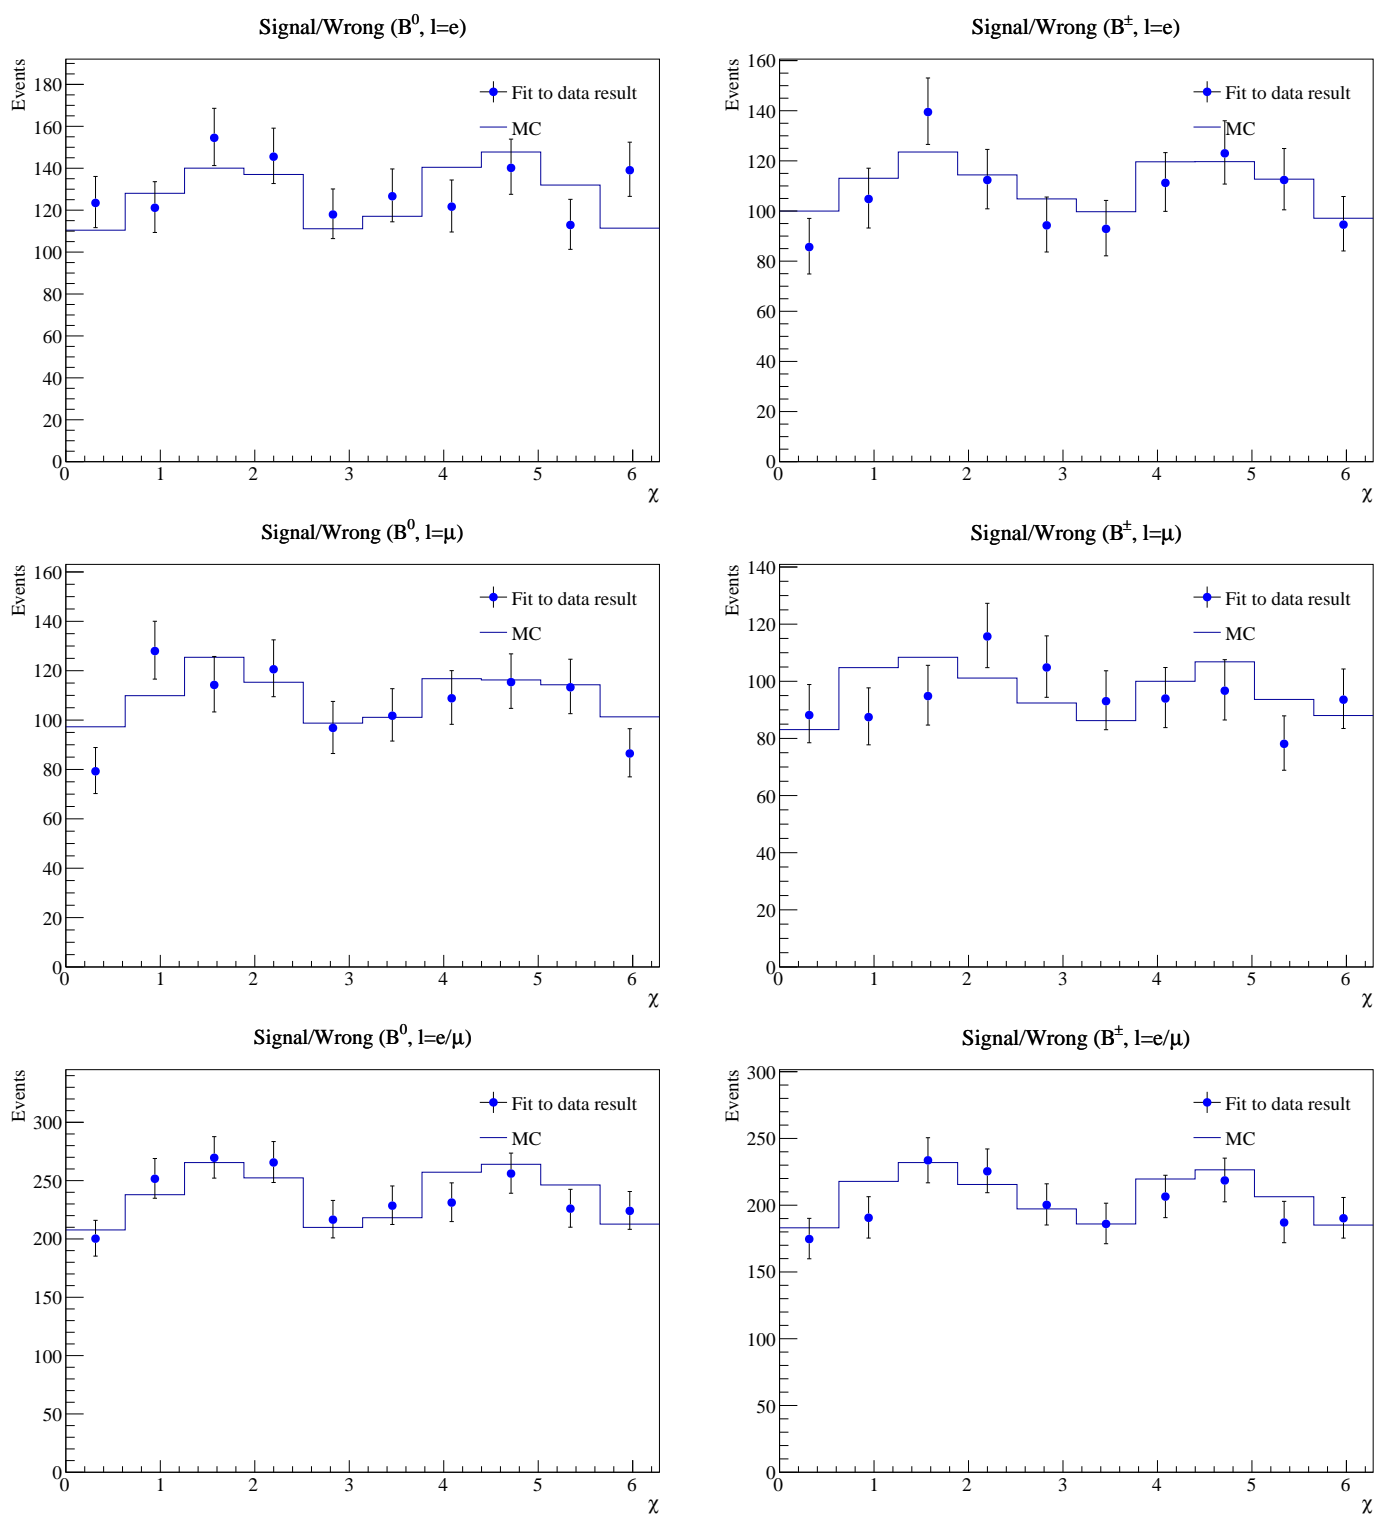 Signal/Wrong (B⁰, l=e)
Events
180
160
140
120
100
80
60
40
20
0
0 1 2 3 4 5 6
χ
Fit to data result
MC
Signal/Wrong (B±, l=e)
Events
160
140
120
100
80
60
40
20
0
0 1 2 3 4 5 6
χ
Fit to data result
MC
Signal/Wrong (B⁰, l=μ)
Events
160
140
120
100
80
60
40
20
0
0 1 2 3 4 5 6
χ
Fit to data result
MC
Signal/Wrong (B±, l=μ)
Events
140
120
100
80
60
40
20
0
0 1 2 3 4 5 6
χ
Fit to data result
MC
Signal/Wrong (B⁰, l=e/μ)
Events
300
250
200
150
100
50
0
0 1 2 3 4 5 6
χ
Fit to data result
MC
Signal/Wrong (B±, l=e/μ)
Events
300
250
200
150
100
50
0
0 1 2 3 4 5 6
χ
Fit to data result
MC